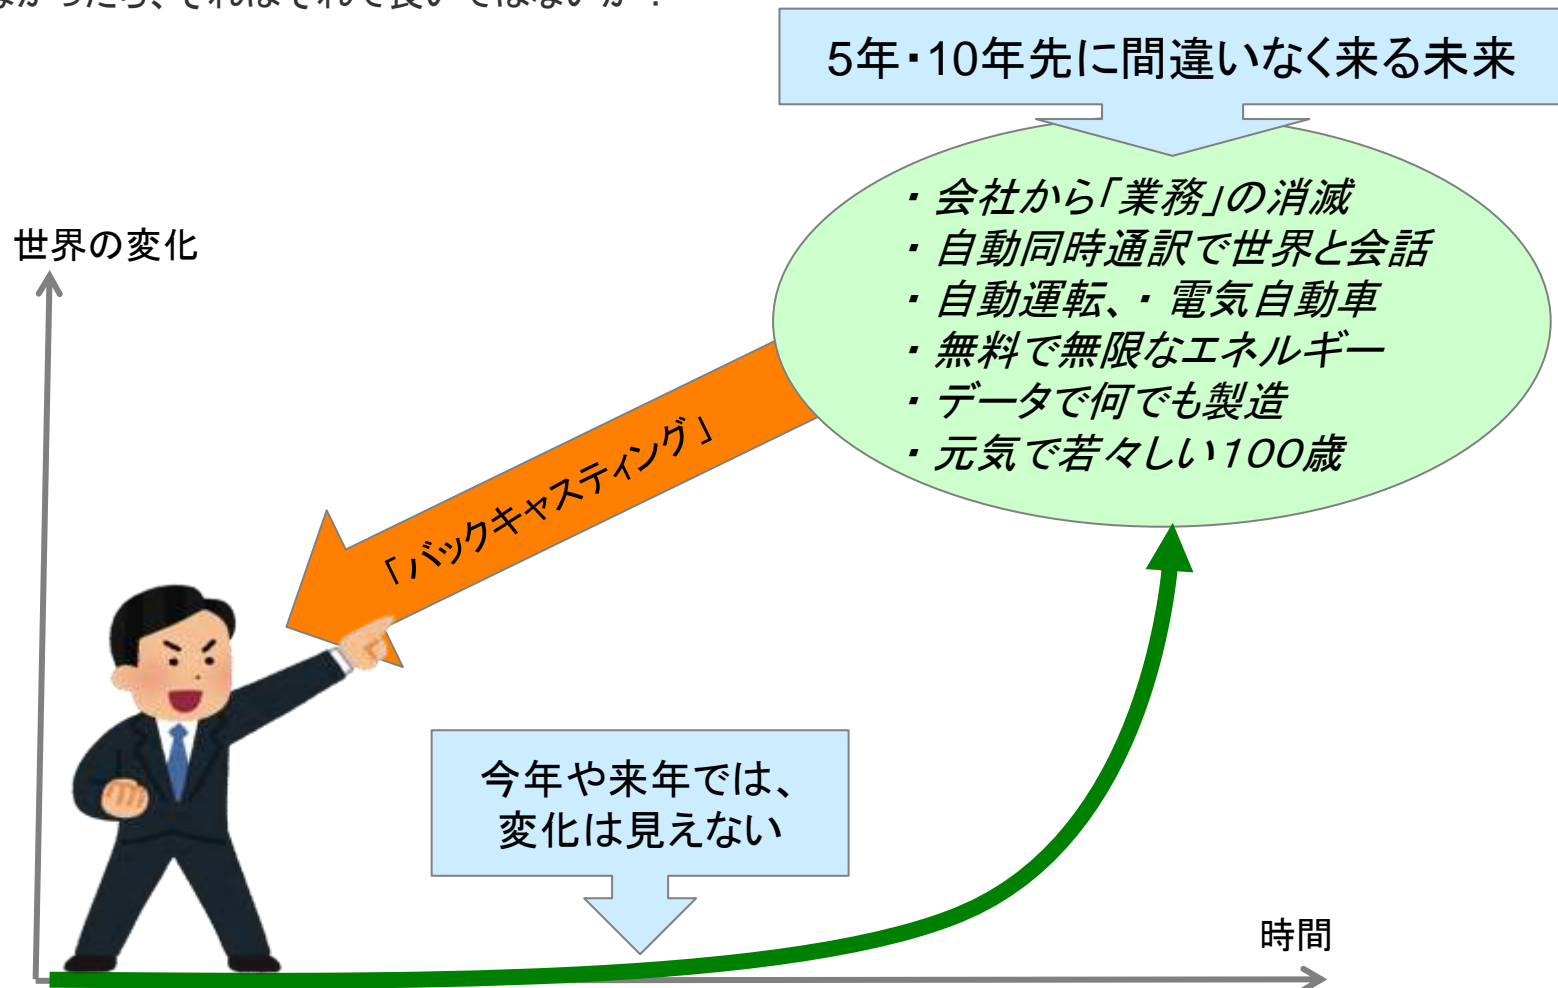 5年・10年先に間違いなく来る未来
・会社から「業務」の消滅
・自動同時通訳で世界と会話
・自動運転、・電気自動車
・無料で無限なエネルギー
・データで何でも製造
・元気で若々しい100歳
世界の変化
「バックキャスティング」
今年や来年では、
変化は見えない
時間